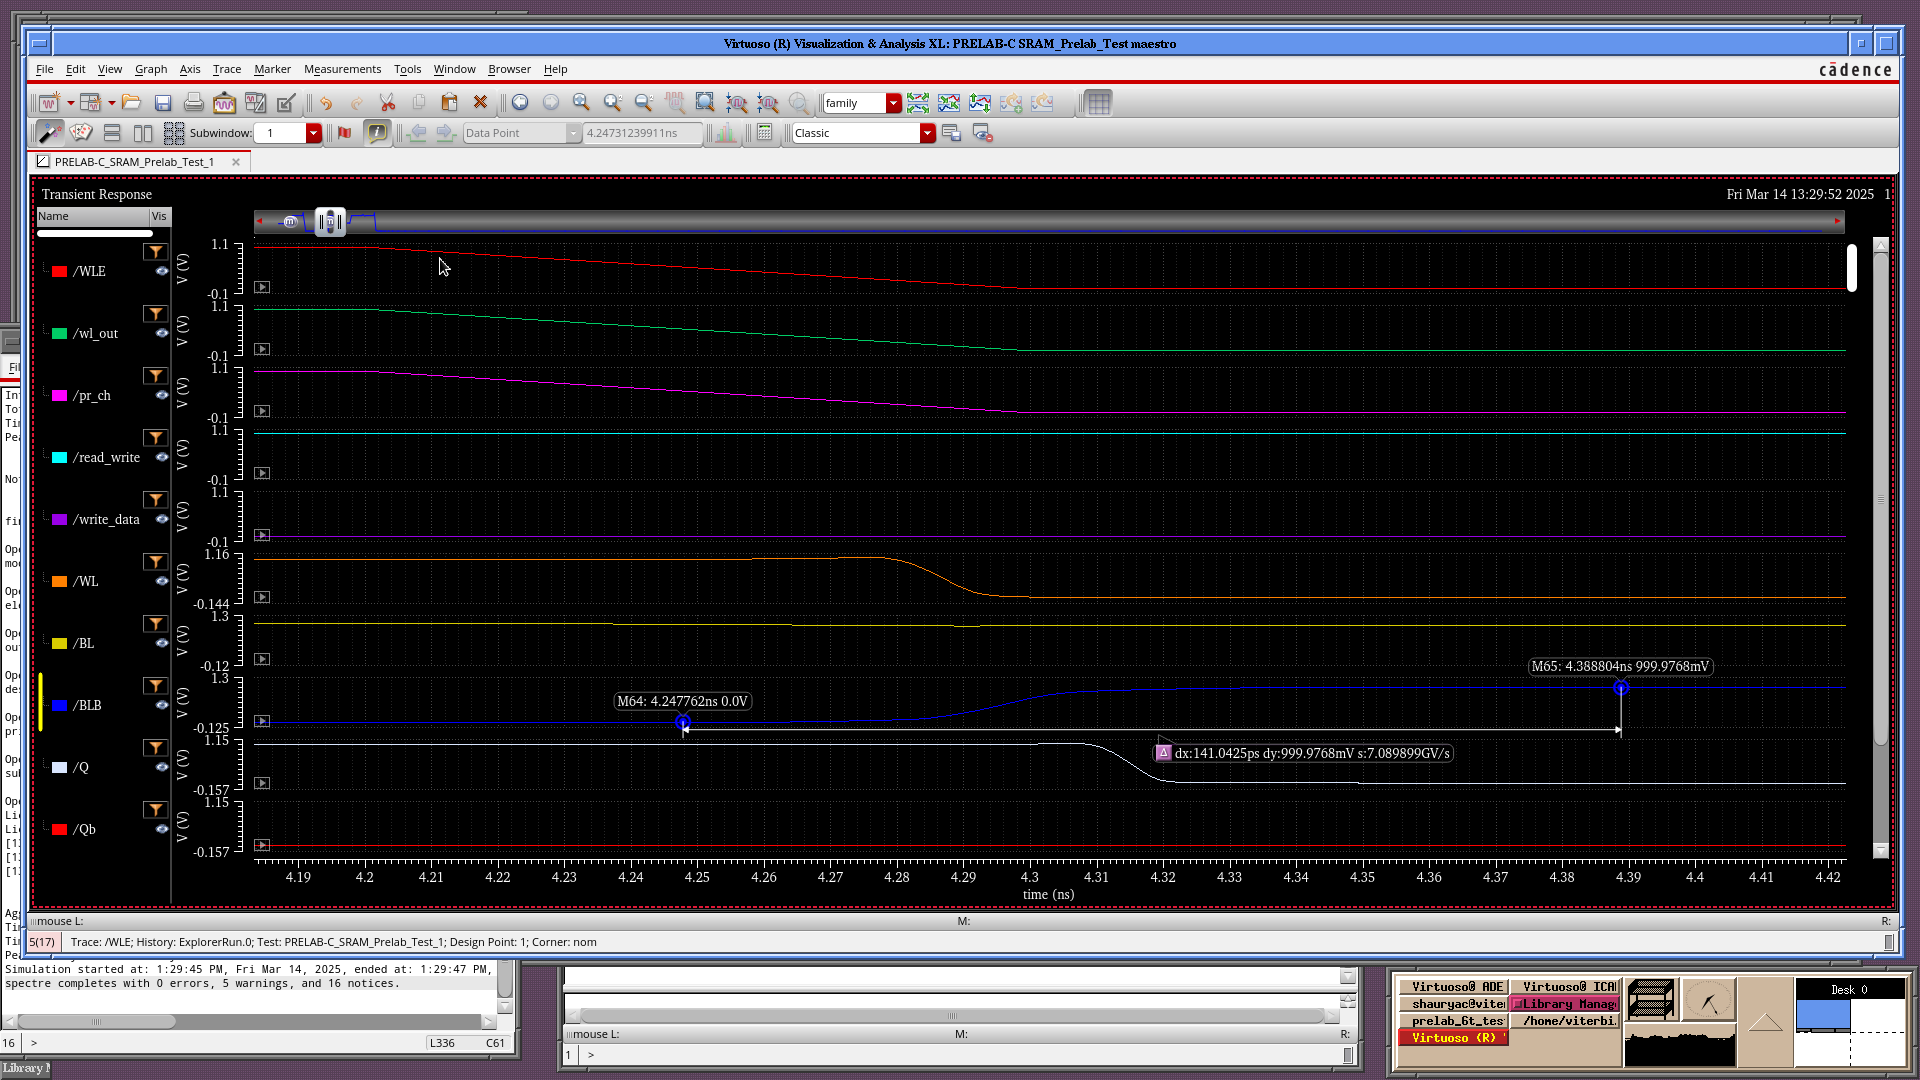 Virtuoso (R) Visualization & Analysis XL: PRELAB-C SRAM_Prelab_Test maestro
File Edit View Graph Axis Trace Marker Measurements Tools Window Browser Help
cādence
family
Subwindow: 1 Data Point 4.24731239911ns Classic
PRELAB-C_SRAM_Prelab_Test_1
Transient Response Fri Mar 14 13:29:52 2025 1
Name Vis
/WLE V (V) 1.1 -0.1
/wl_out V (V) 1.1 -0.1
/pr_ch V (V) 1.1 -0.1
/read_write V (V) 1.1 -0.1
/write_data V (V) 1.1 -0.1
/WL V (V) 1.16 -0.144
/BL V (V) 1.3 -0.12
/BLB V (V) 1.3 -0.125
M64: 4.247762ns 0.0V
M65: 4.388804ns 999.9768mV
dx:141.0425ps dy:999.9768mV s:7.089899GV/s
/Q V (V) 1.15 -0.157
/Qb V (V) 1.15 -0.157
4.19 4.2 4.21 4.22 4.23 4.24 4.25 4.26 4.27 4.28 4.29 4.3 4.31 4.32 4.33 4.34 4.35 4.36 4.37 4.38 4.39 4.4 4.41 4.42
time (ns)
mouse L: M: R:
5(17) Trace: /WLE; History: ExplorerRun.0; Test: PRELAB-C_SRAM_Prelab_Test_1; Design Point: 1; Corner: nom
Simulation started at: 1:29:45 PM, Fri Mar 14, 2025, ended at: 1:29:47 PM,
spectre completes with 0 errors, 5 warnings, and 16 notices.
16 > L336 C61
Library M
mouse L: M: R:
1 >
Virtuoso® ADE Virtuoso® ICA
shauryac@vite Library Manag
prelab_6t_tes /home/viterbi.
Virtuoso (R)
Desk 0